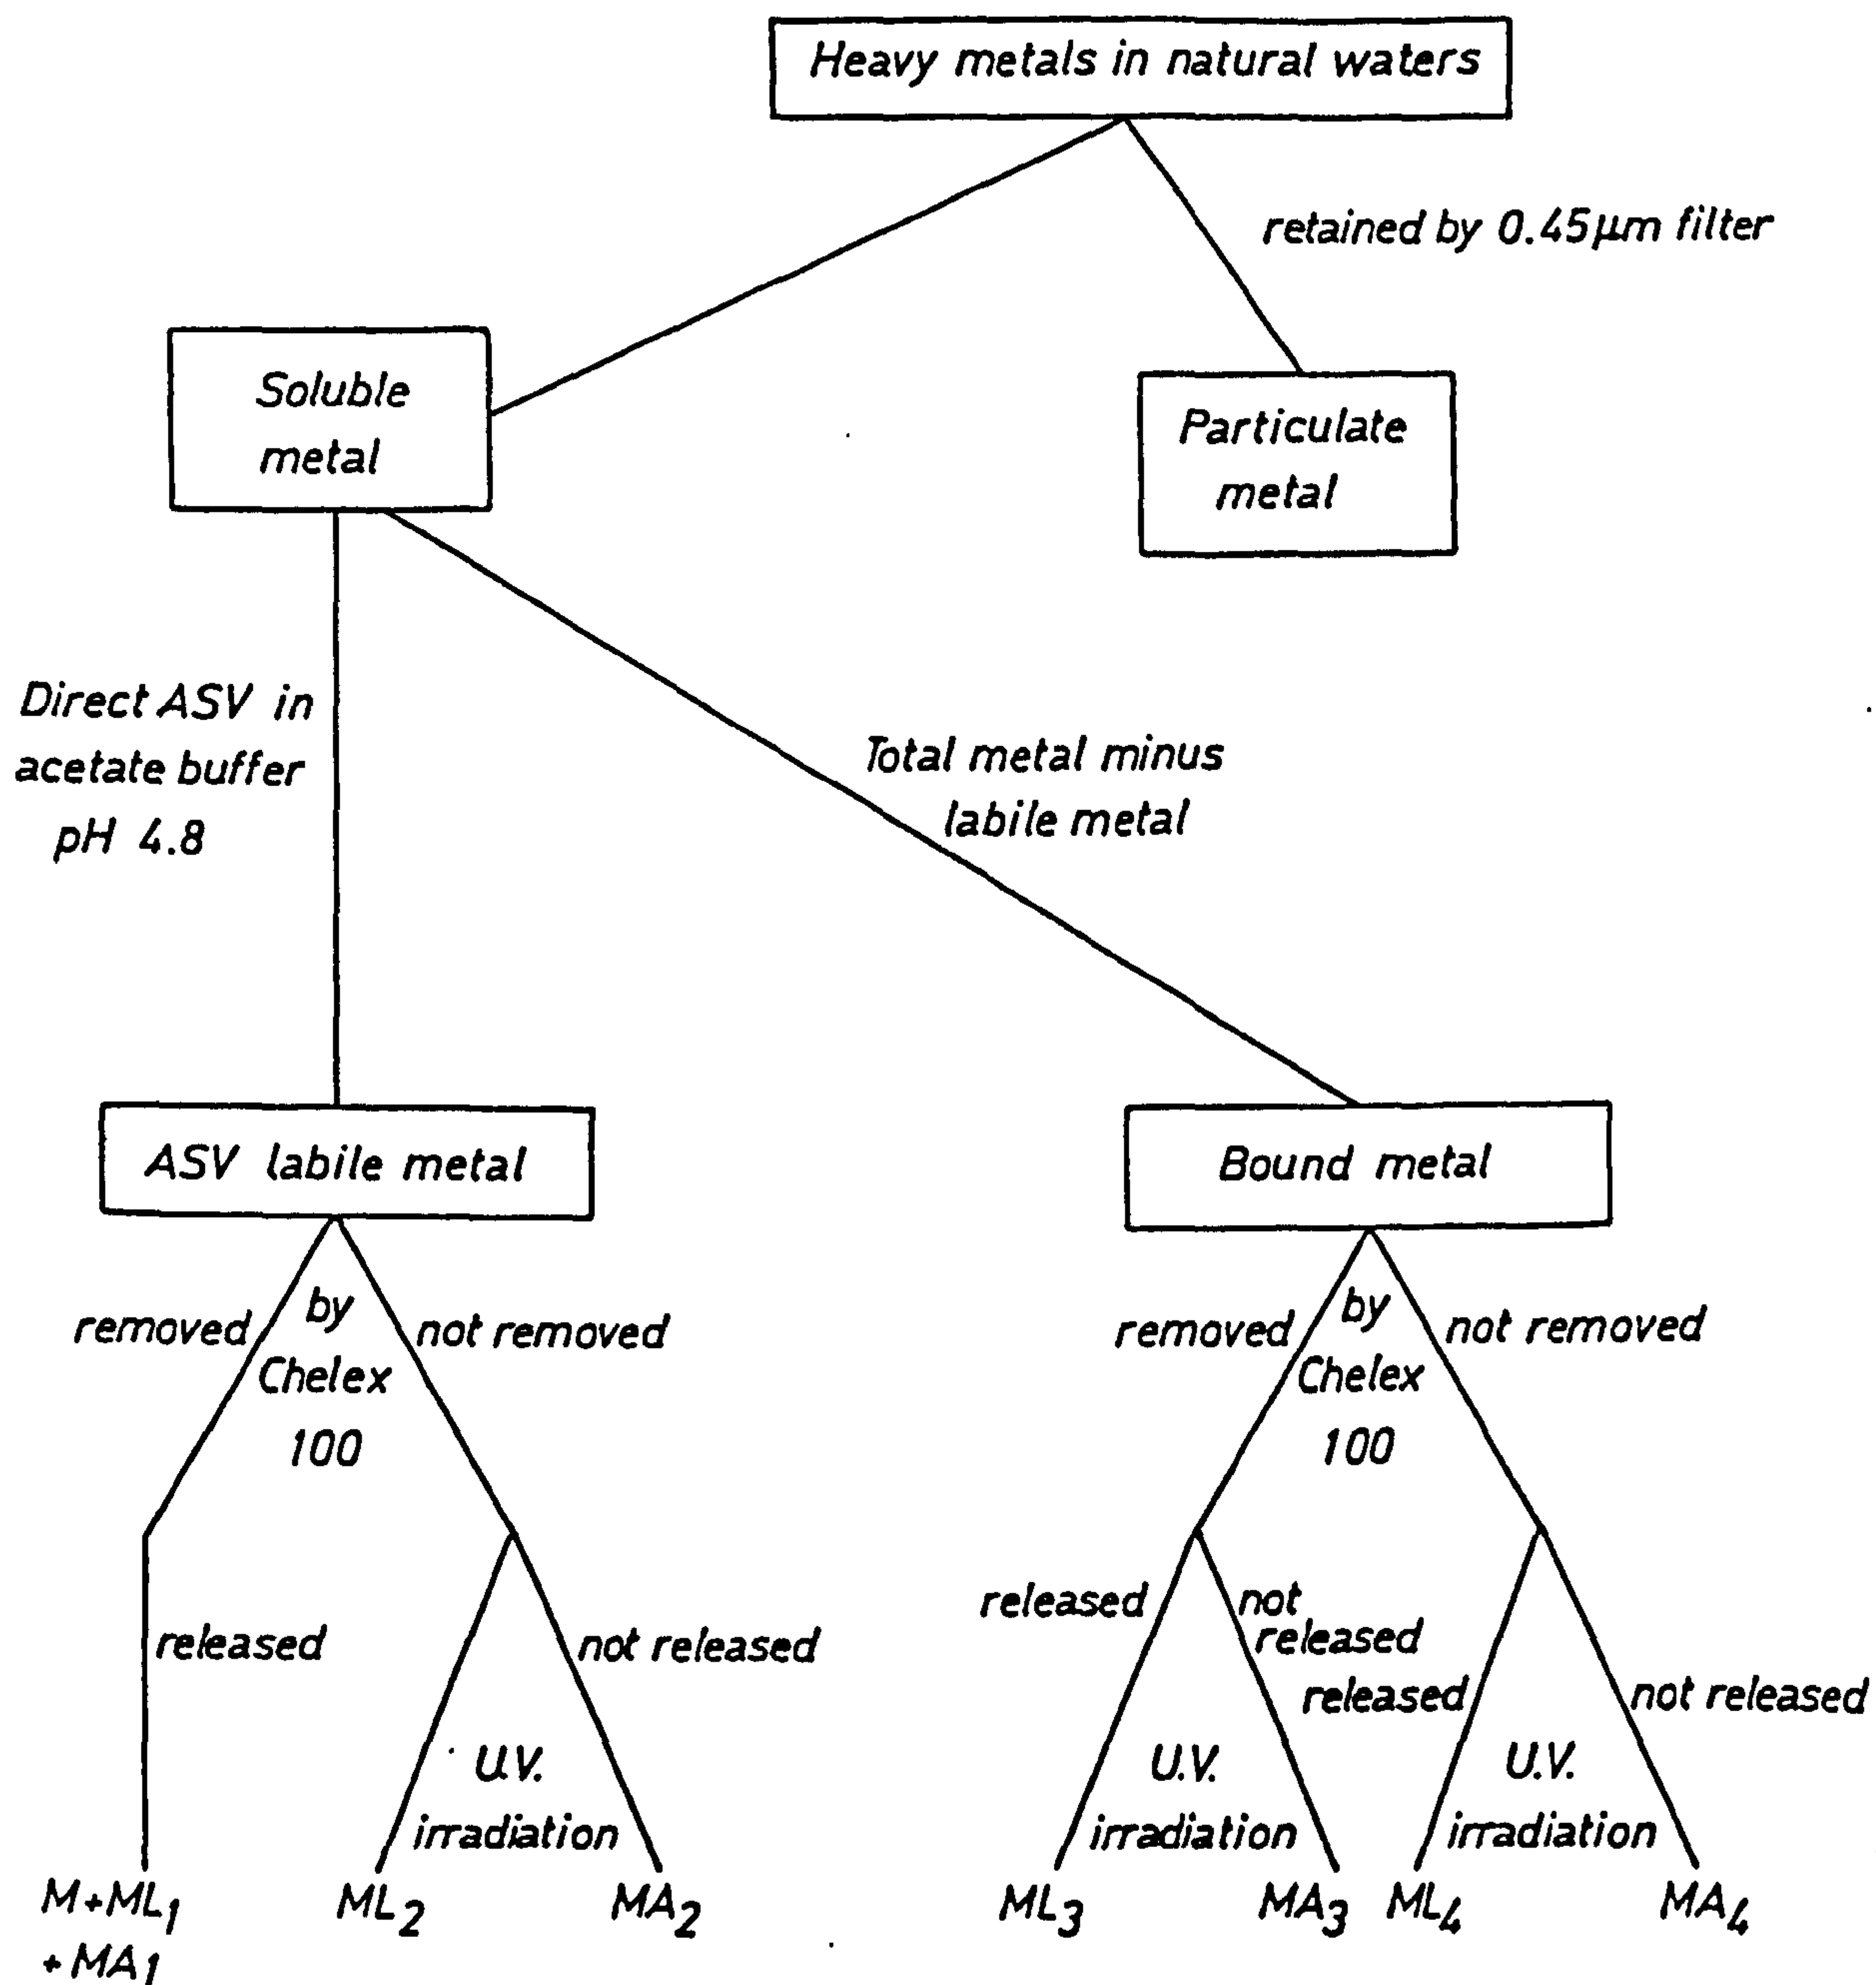 Heavy metals in natural waters
retained by 0.45μm filter
Soluble
metal
Particulate
metal
Direct ASV in
acetate buffer
pH 4.8
Total metal minus
labile metal
ASV labile metal
Bound metal
removed
by
Chelex
100
not removed
removed
by
Chelex
100
not removed
released
not released
released
not
released
released
not released
U.V.
irradiation
U.V.
irradiation
U.V.
irradiation
M+ML₁
+MA₁
ML₂
MA₂
ML₃
MA₃
ML₄
MA₄